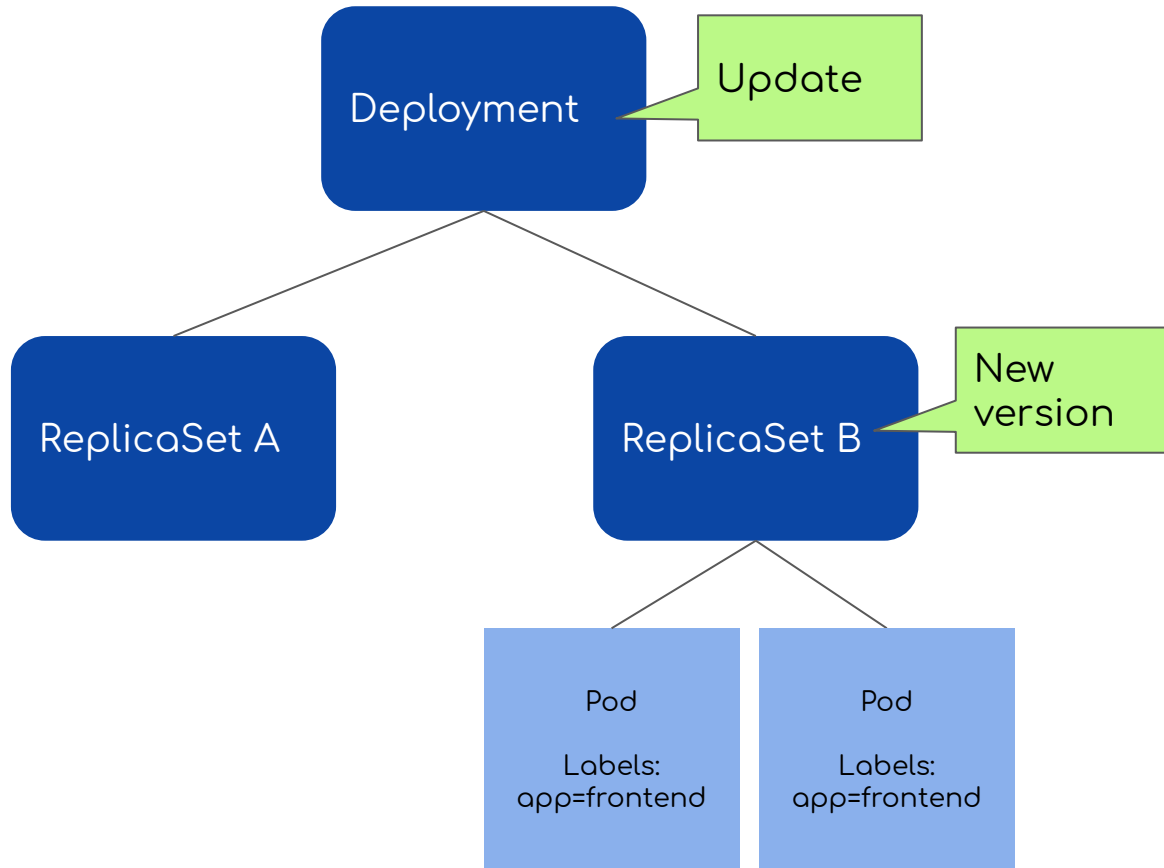 Deployment
Update
ReplicaSet A
ReplicaSet B
New
version
Pod
Labels:
app=frontend
Pod
Labels:
app=frontend